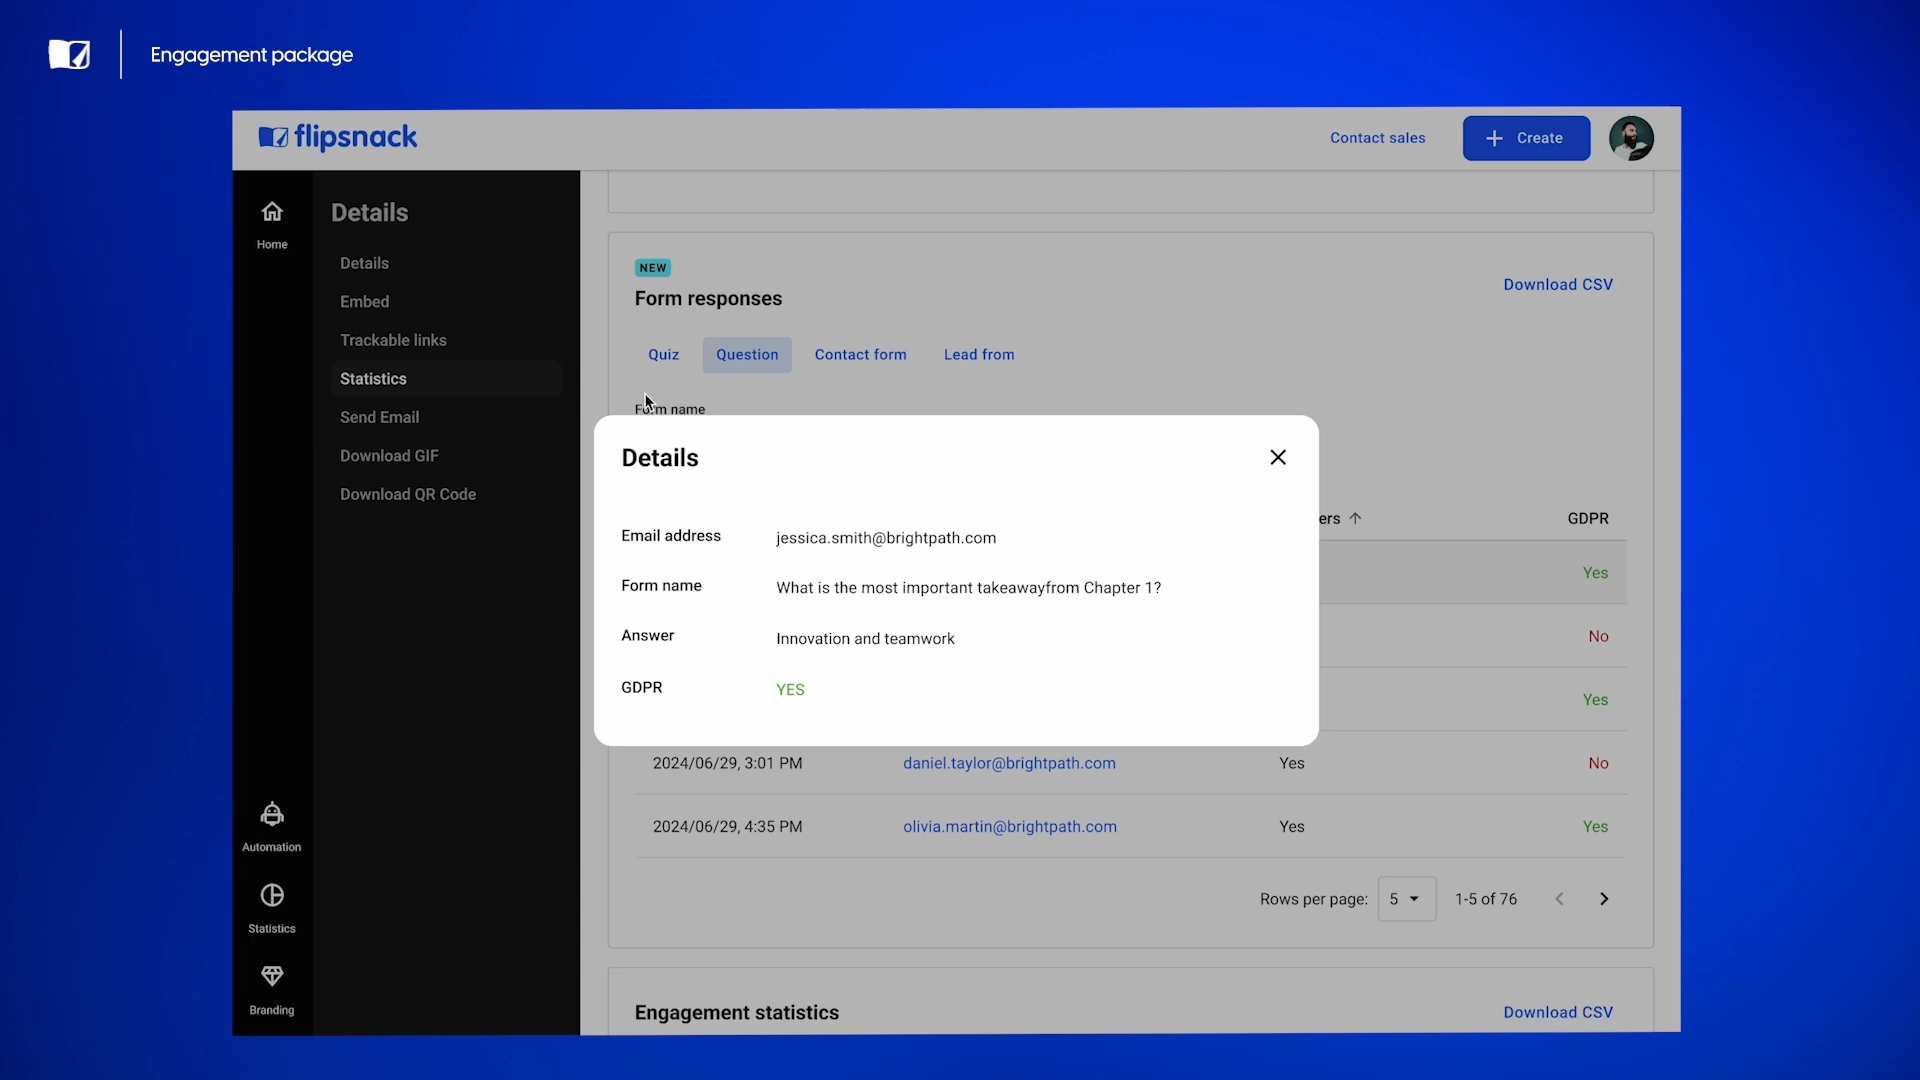 Engagement package
flipsnack
Contact sales
+ Create
Home
Details
Details
Embed
Trackable links
Statistics
Send Email
Download GIF
Download QR Code
Automation
Statistics
Branding
NEW
Form responses
Download CSV
Quiz Question Contact form Lead from
Form name
ers GDPR
Yes
No
Yes
Details
Email address jessica.smith@brightpath.com
Form name What is the most important takeawayfrom Chapter 1?
Answer Innovation and teamwork
GDPR YES
2024/06/29, 3:01 PM daniel.taylor@brightpath.com Yes No
2024/06/29, 4:35 PM olivia.martin@brightpath.com Yes Yes
Rows per page: 5 1-5 of 76
Engagement statistics Download CSV